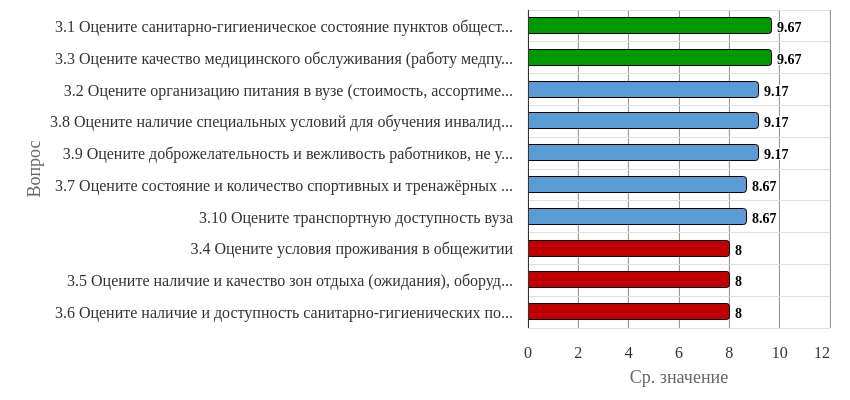 3.1 Оцените санитарно-гигиеническое состояние пунктов общест... 9.67
3.3 Оцените качество медицинского обслуживания (работу медпу... 9.67
3.2 Оцените организацию питания в вузе (стоимость, ассортиме... 9.17
3.8 Оцените наличие специальных условий для обучения инвалид... 9.17
3.9 Оцените доброжелательность и вежливость работников, не у... 9.17
3.7 Оцените состояние и количество спортивных и тренажёрных ... 8.67
3.10 Оцените транспортную доступность вуза 8.67
3.4 Оцените условия проживания в общежитии 8
3.5 Оцените наличие и качество зон отдыха (ожидания), оборуд... 8
3.6 Оцените наличие и доступность санитарно-гигиенических по... 8
Вопрос
0 2 4 6 8 10 12
Ср. значение